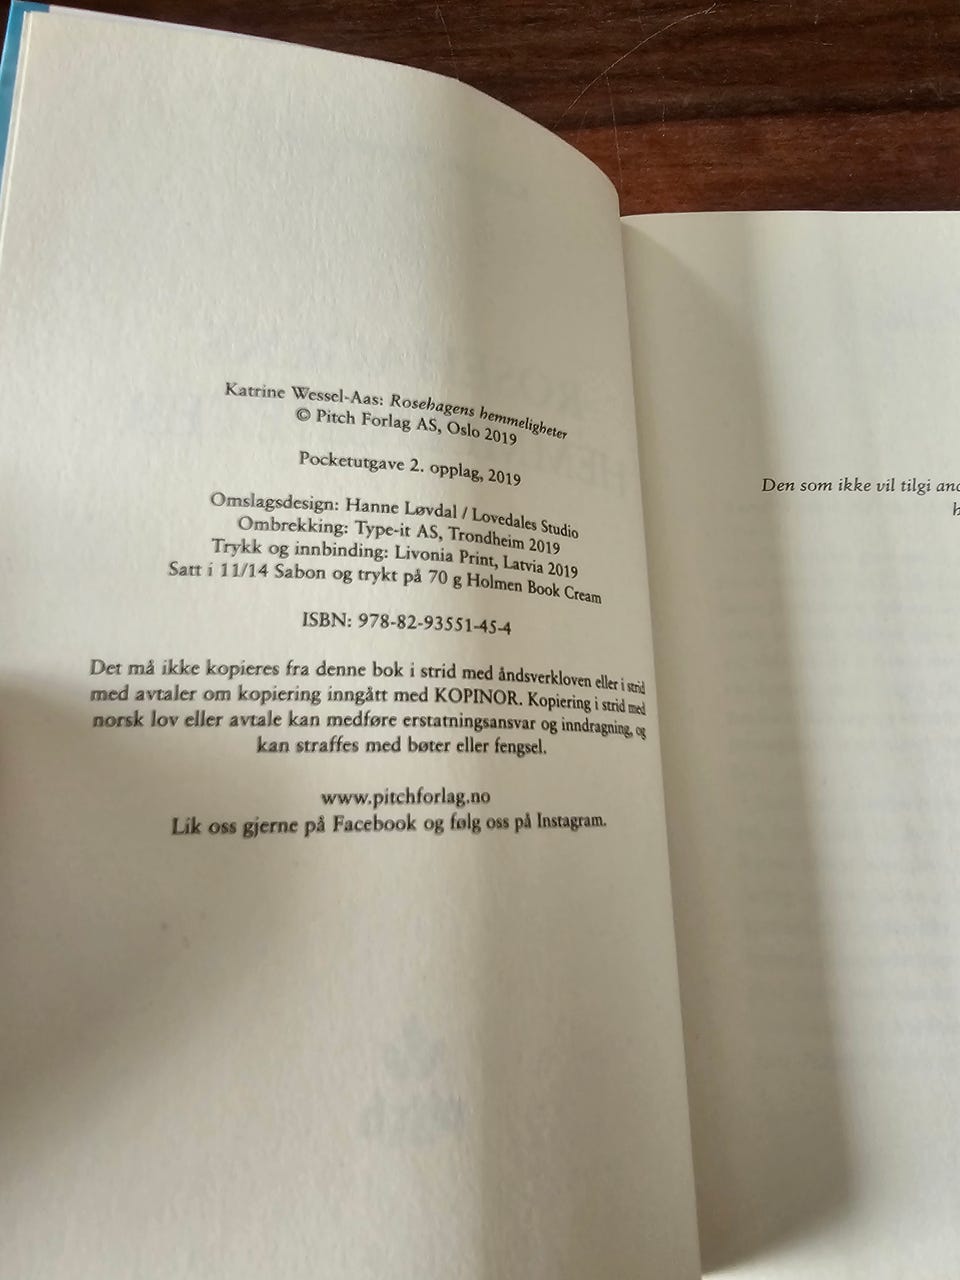 Katrine Wessel-Aas: Rosehagens hemmeligheter
© Pitch Forlag AS, Oslo 2019
Pocketutgave 2. opplag, 2019
Omslagsdesign: Hanne Løvdal / Lovedales Studio
Ombrekking: Type-it AS, Trondheim 2019
Trykk og innbinding: Livonia Print, Latvia 2019
Satt i 11/14 Sabon og trykt på 70 g Holmen Book Cream
ISBN: 978-82-93551-45-4
Det må ikke kopieres fra denne bok i strid med åndsverkloven eller i strid
med avtaler om kopiering inngått med KOPINOR. Kopiering i strid med
norsk lov eller avtale kan medføre erstatningsansvar og inndragning, og
kan straffes med bøter eller fengsel.
www.pitchforlag.no
Lik oss gjerne på Facebook og følg oss på Instagram.
Den som ikke vil tilgi